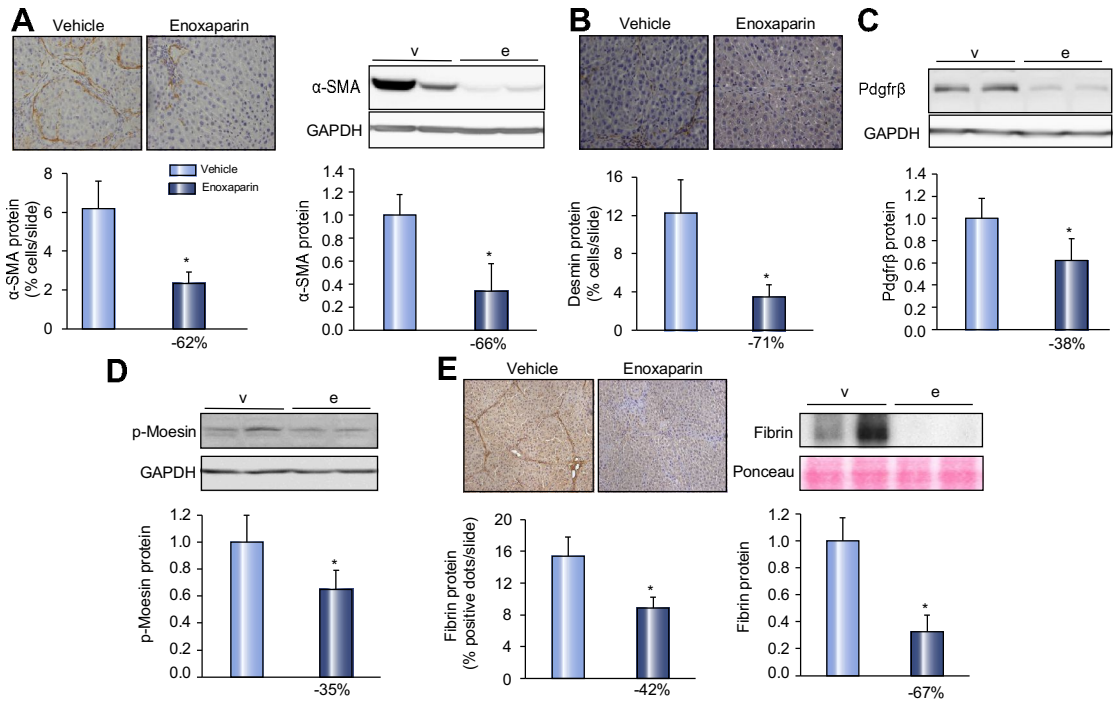 A
Vehicle
Enoxaparin
v
e
α-SMA
GAPDH
Vehicle
Enoxaparin
α-SMA protein
(% cells/slide)
8
6
4
2
0
*
-62%
α-SMA protein
1.4
1.2
1.0
0.8
0.6
0.4
0.2
0.0
*
-66%
B
Vehicle
Enoxaparin
Desmin protein
(% cells/slide)
16
12
8
4
0
*
-71%
C
v
e
Pdgfrβ
GAPDH
Pdgfrβ protein
1.4
1.2
1.0
0.8
0.6
0.4
0.2
0.0
*
-38%
D
v
e
p-Moesin
GAPDH
p-Moesin protein
1.2
1.0
0.8
0.6
0.4
0.2
0.0
*
-35%
E
Vehicle
Enoxaparin
Fibrin protein
(% positive dots/slide)
20
16
12
8
4
0
*
-42%
v
e
Fibrin
Ponceau
Fibrin protein
1.2
1.0
0.8
0.6
0.4
0.2
0.0
*
-67%